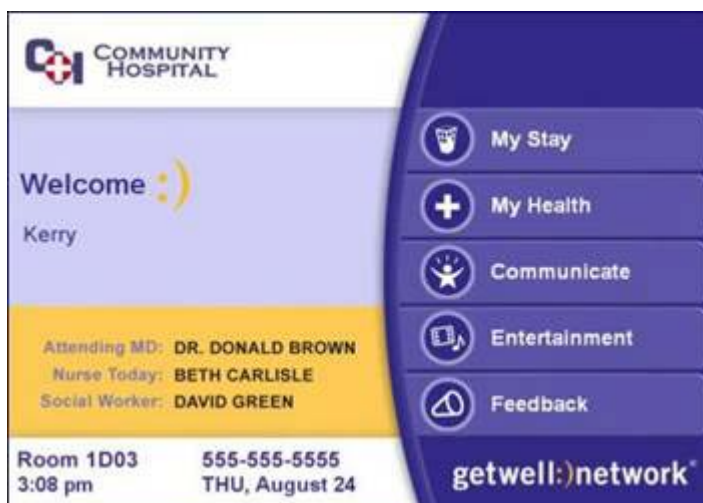 CH COMMUNITY
HOSPITAL
Welcome :)
Kerry
Attending MD: DR. DONALD BROWN
Nurse Today: BETH CARLISLE
Social Worker: DAVID GREEN
Room 1D03 555-555-5555
3:08 pm THU, August 24
My Stay
My Health
Communicate
Entertainment
Feedback
getwell:)network